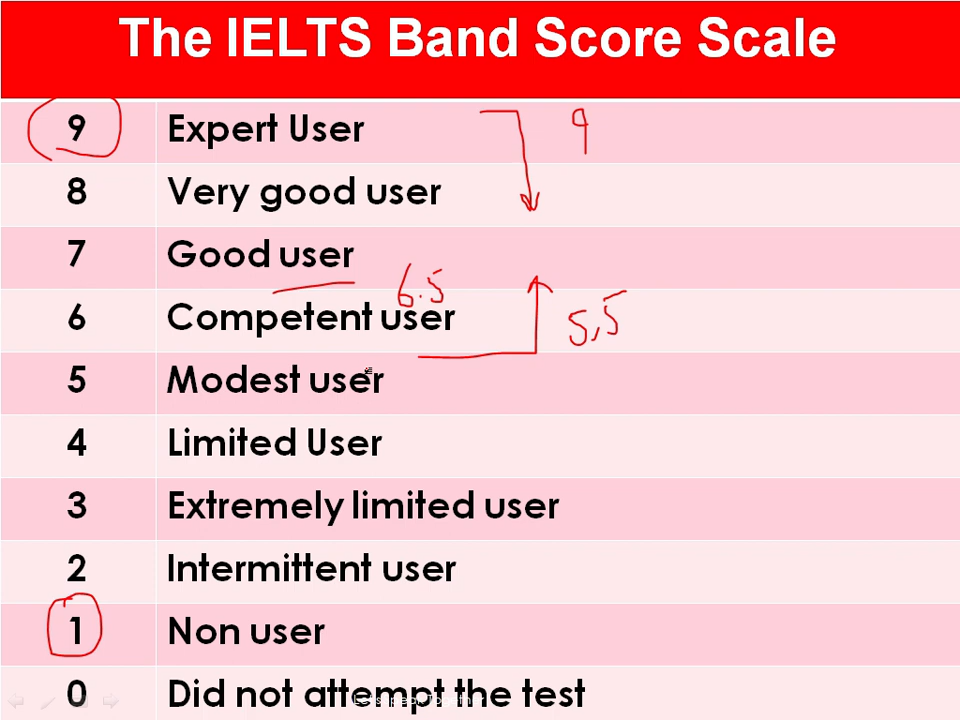 The IELTS Band Score Scale
9 Expert User 9
8 Very good user
7 Good user
6.5
6 Competent user 5,5
5 Modest user
4 Limited User
3 Extremely limited user
2 Intermittent user
1 Non user
0 Did not attempt the test